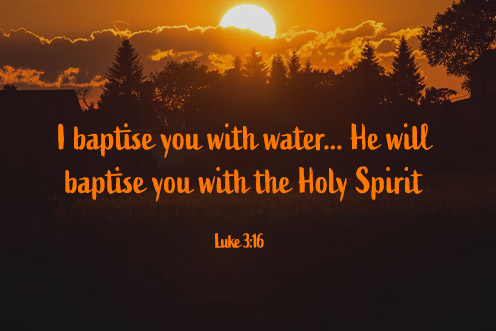 I baptise you with water... He will
baptise you with the Holy Spirit
Luke 3:16